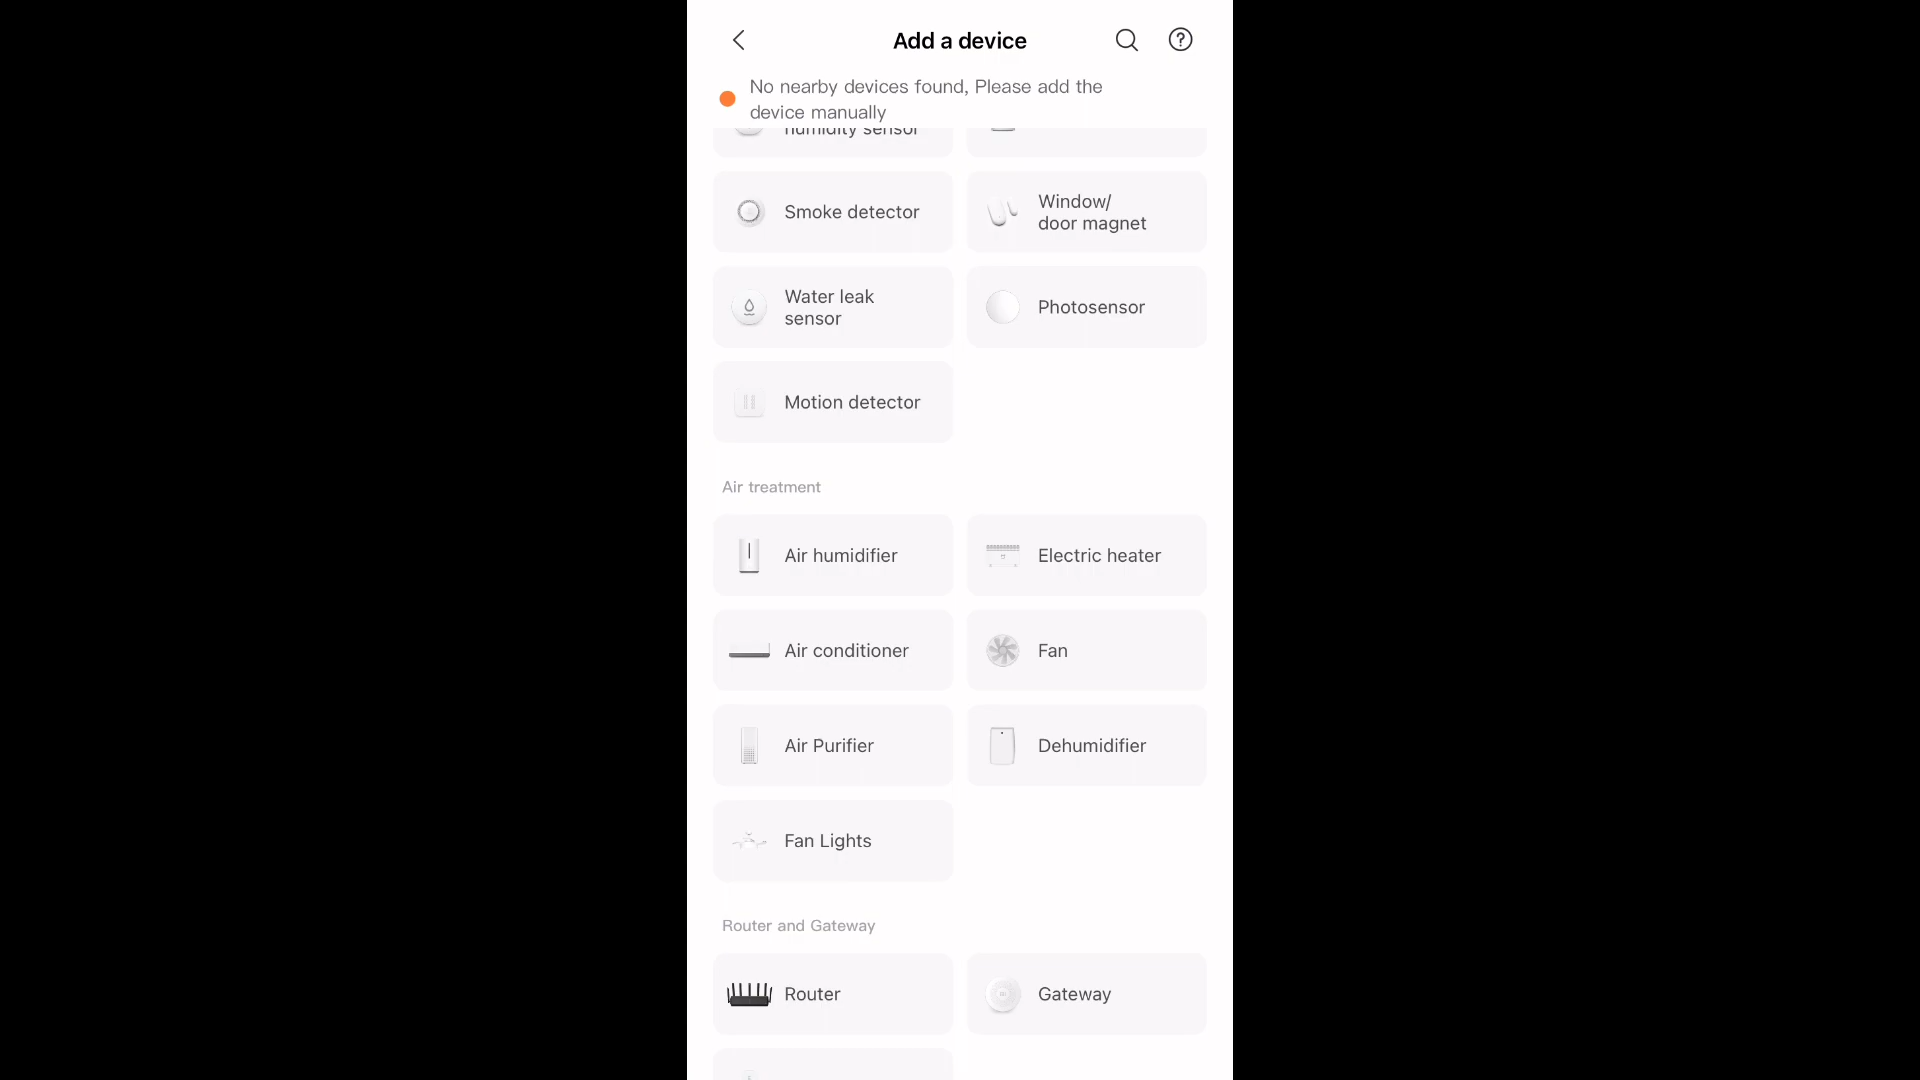 Add a device
No nearby devices found, Please add the
device manually
humidity sensor
Smoke detector
Window/
door magnet
Water leak
sensor
Photosensor
Motion detector
Air treatment
Air humidifier
Electric heater
Air conditioner
Fan
Air Purifier
Dehumidifier
Fan Lights
Router and Gateway
Router
Gateway